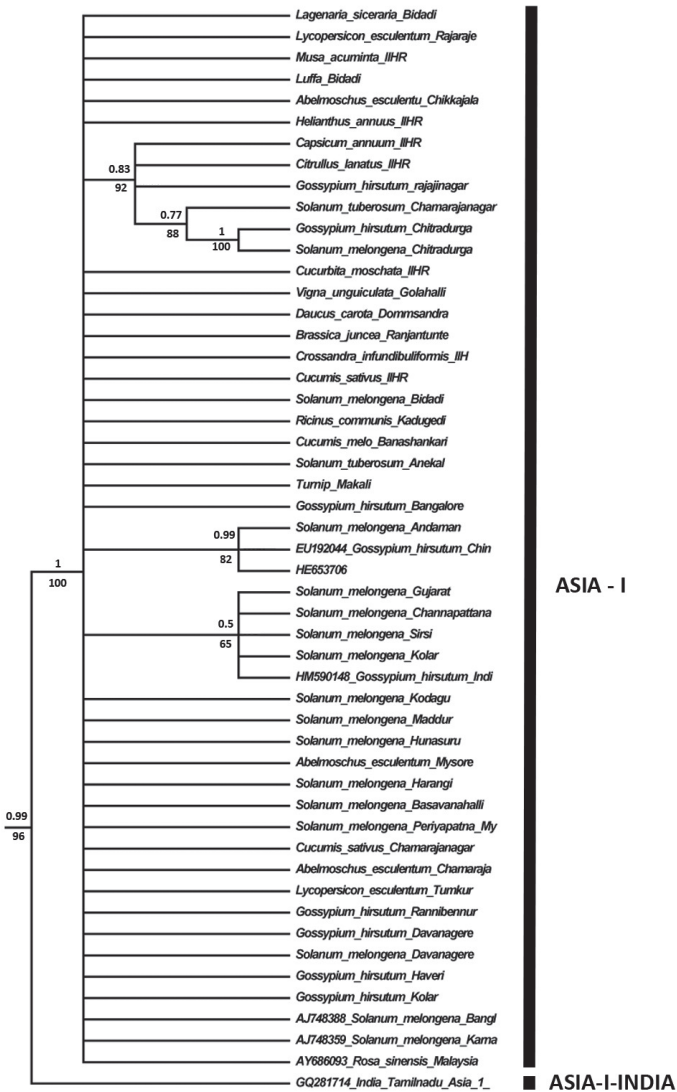 Lagenaria_siceraria_Bidadi
Lycopersicon_esculentum_Rajaraje
Musa_acuminta_IIHR
Luffa_Bidadi
Abelmoschus_esculentu_Chikkajala
Helianthus_annuus_IIHR
Capsicum_annuum_IIHR
0.83
Citrullus_lanatus_IIHR
92
Gossypium_hirsutum_rajajinagar
Solanum_tuberosum_Chamarajanagar
0.77
88
Gossypium_hirsutum_Chitradurga
1
100
Solanum_melongena_Chitradurga
Cucurbita_moschata_IIHR
Vigna_unguiculata_Golahalli
Daucus_carota_Dommsandra
Brassica_juncea_Ranjantunte
Crossandra_infundibuliformis_IIH
Cucumis_sativus_IIHR
Solanum_melongena_Bidadi
Ricinus_communis_Kadugedi
Cucumis_melo_Banashankari
Solanum_tuberosum_Anekal
Turnip_Makali
Gossypium_hirsutum_Bangalore
Solanum_melongena_Andaman
0.99
EU192044_Gossypium_hirsutum_Chin
82
HE653706
1
100
ASIA - I
Solanum_melongena_Gujarat
Solanum_melongena_Channapattana
0.5
Solanum_melongena_Sirsi
65
Solanum_melongena_Kolar
HM590148_Gossypium_hirsutum_Indi
Solanum_melongena_Kodagu
Solanum_melongena_Maddur
Solanum_melongena_Hunasuru
Abelmoschus_esculentum_Mysore
Solanum_melongena_Harangi
Solanum_melongena_Basavanahalli
0.99
96
Solanum_melongena_Periyapatna_My
Cucumis_sativus_Chamarajanagar
Abelmoschus_esculentum_Chamaraja
Lycopersicon_esculentum_Tumkur
Gossypium_hirsutum_Rannibennur
Gossypium_hirsutum_Davanagere
Solanum_melongena_Davanagere
Gossypium_hirsutum_Haveri
Gossypium_hirsutum_Kolar
AJ748388_Solanum_melongena_Bangl
AJ748359_Solanum_melongena_Karna
AY686093_Rosa_sinensis_Malaysia
GQ281714_India_Tamilnadu_Asia_1_
ASIA-I-INDIA